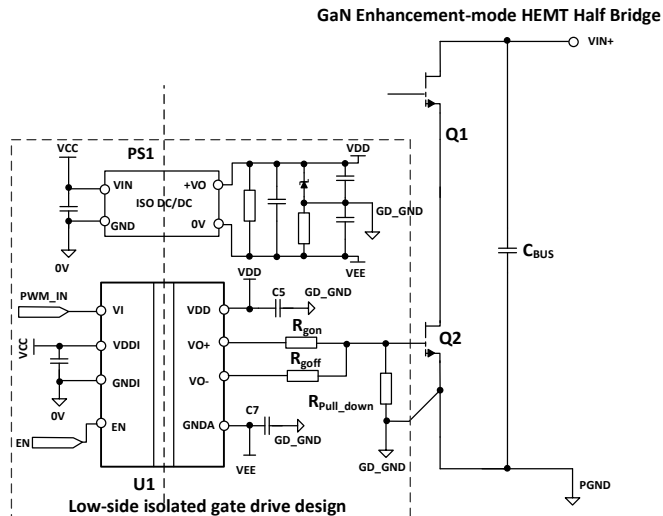 GaN Enhancement-mode HEMT Half Bridge
VIN+
Q1
VCC
PS1
VDD
VIN
+VO
ISO DC/DC
GND
0V
GD_GND
0V
VEE
CBUS
PWM_IN
VDD
C5
GD_GND
VI
VDD
Rgon
VCC
VDDI
VO+
Q2
Rgoff
GNDI
VO-
RPull_down
0V
C7
EN
EN
GNDA
GD_GND
GD_GND
VEE
PGND
U1
Low-side isolated gate drive design